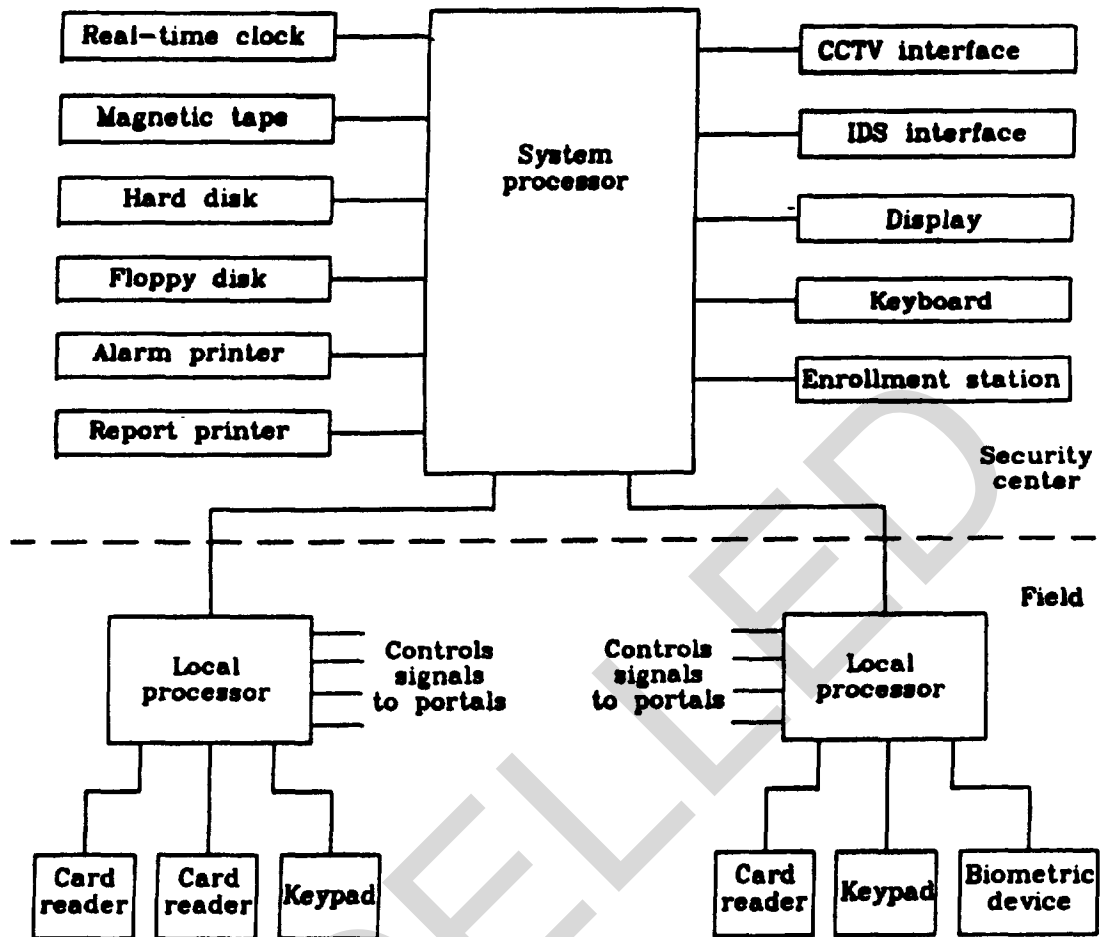 Real-time clock
Magnetic tape
Hard disk
Floppy disk
Alarm printer
Report printer
System
processor
CCTV interface
IDS interface
Display
Keyboard
Enrollment station
Security
center
Field
Local
processor
Controls
signals
to portals
Controls
signals
to portals
Local
processor
Card
reader
Card
reader
Keypad
Card
reader
Keypad
Biometric
device
ELLED